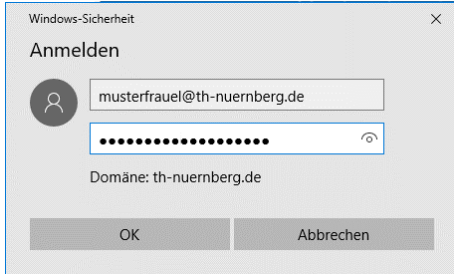 Windows-Sicherheit
Anmelden
musterfrauel@th-nuernberg.de
●●●●●●●●●●●●●●●●●●●
Domäne: th-nuernberg.de
OK
Abbrechen